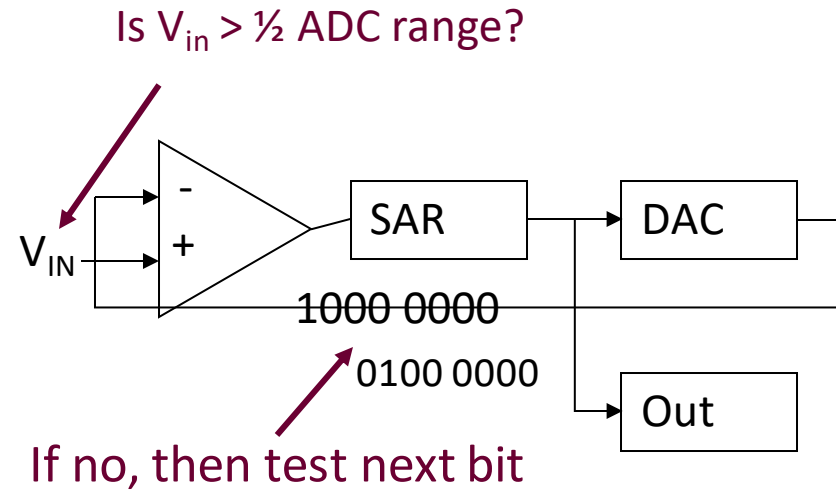 Is Vin > ½ ADC range?
-
SAR
DAC
+
VIN
1000 0000
0100 0000
Out
If no, then test next bit